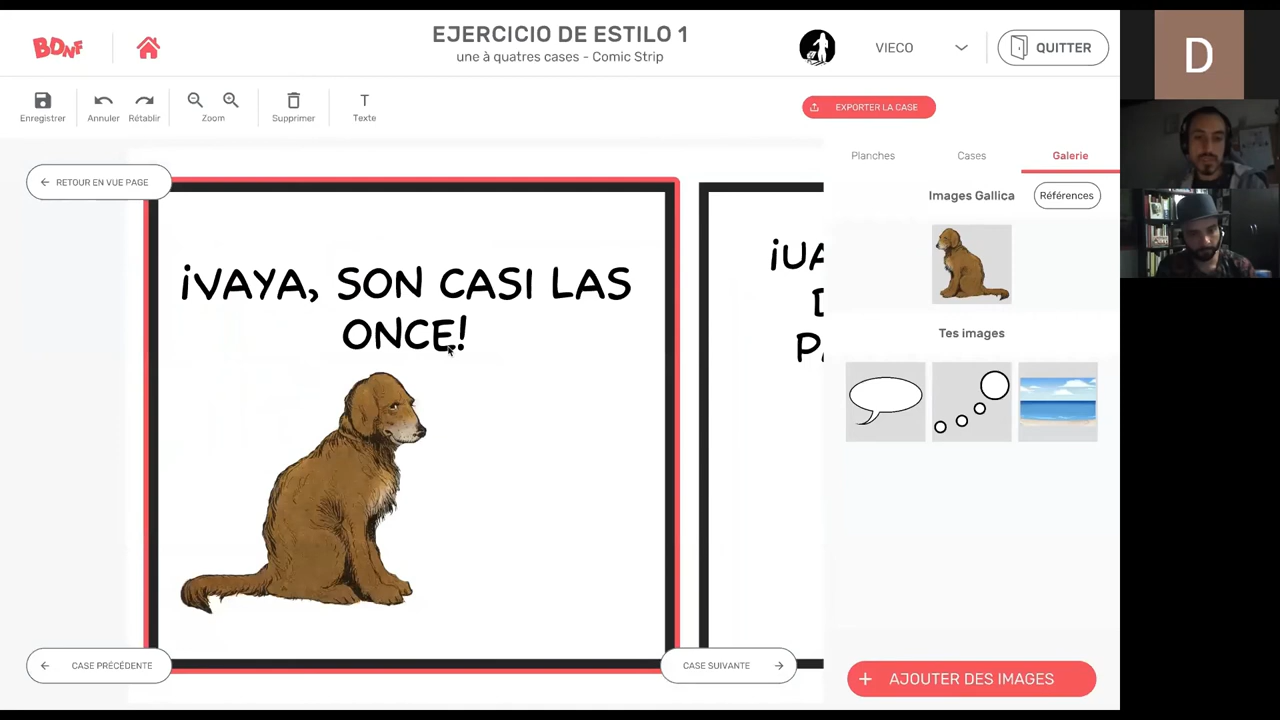 BDNF
EJERCICIO DE ESTILO 1
une à quatres cases - Comic Strip
VIECO
QUITTER
Enregistrer
Annuler
Rétablir
Zoom
Supprimer
T
Texte
EXPORTER LA CASE
Planches
Cases
Galerie
RETOUR EN VUE PAGE
Images Gallica
Références
¡VAYA, SON CASI LAS
ONCE!
¡UA
D
PA
Tes images
CASE PRÉCÉDENTE
CASE SUIVANTE
AJOUTER DES IMAGES
D